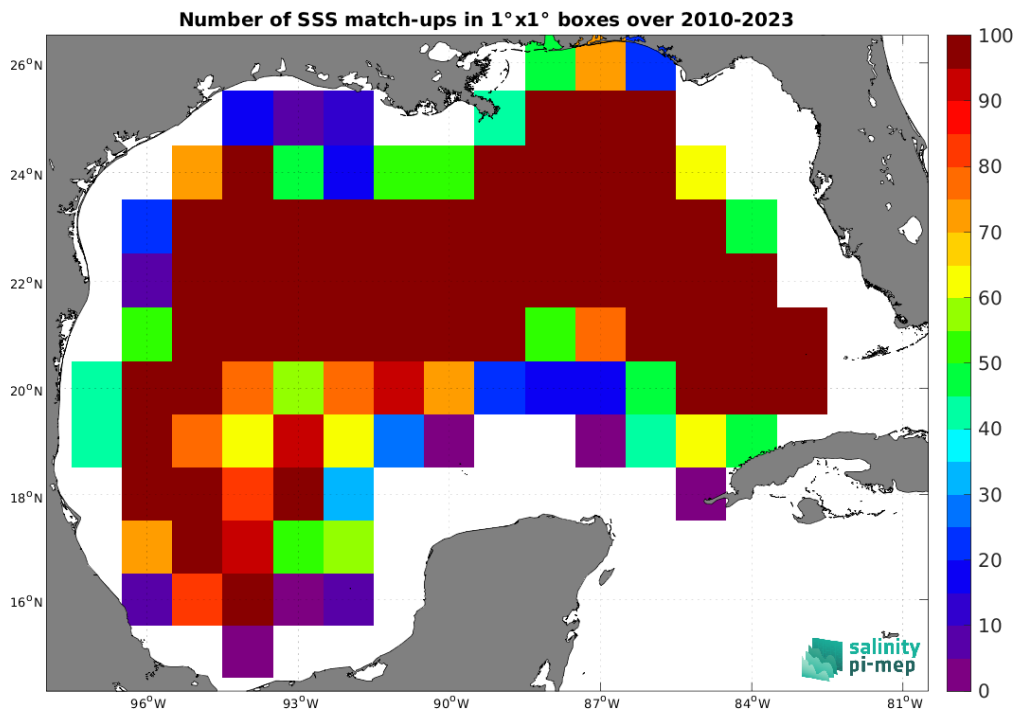 Number of SSS match-ups in 1°x1° boxes over 2010-2023
26°N
24°N
22°N
20°N
18°N
16°N
96°W 93°W 90°W 87°W 84°W 81°W
100
90
80
70
60
50
40
30
20
10
0
salinity
pi-mep